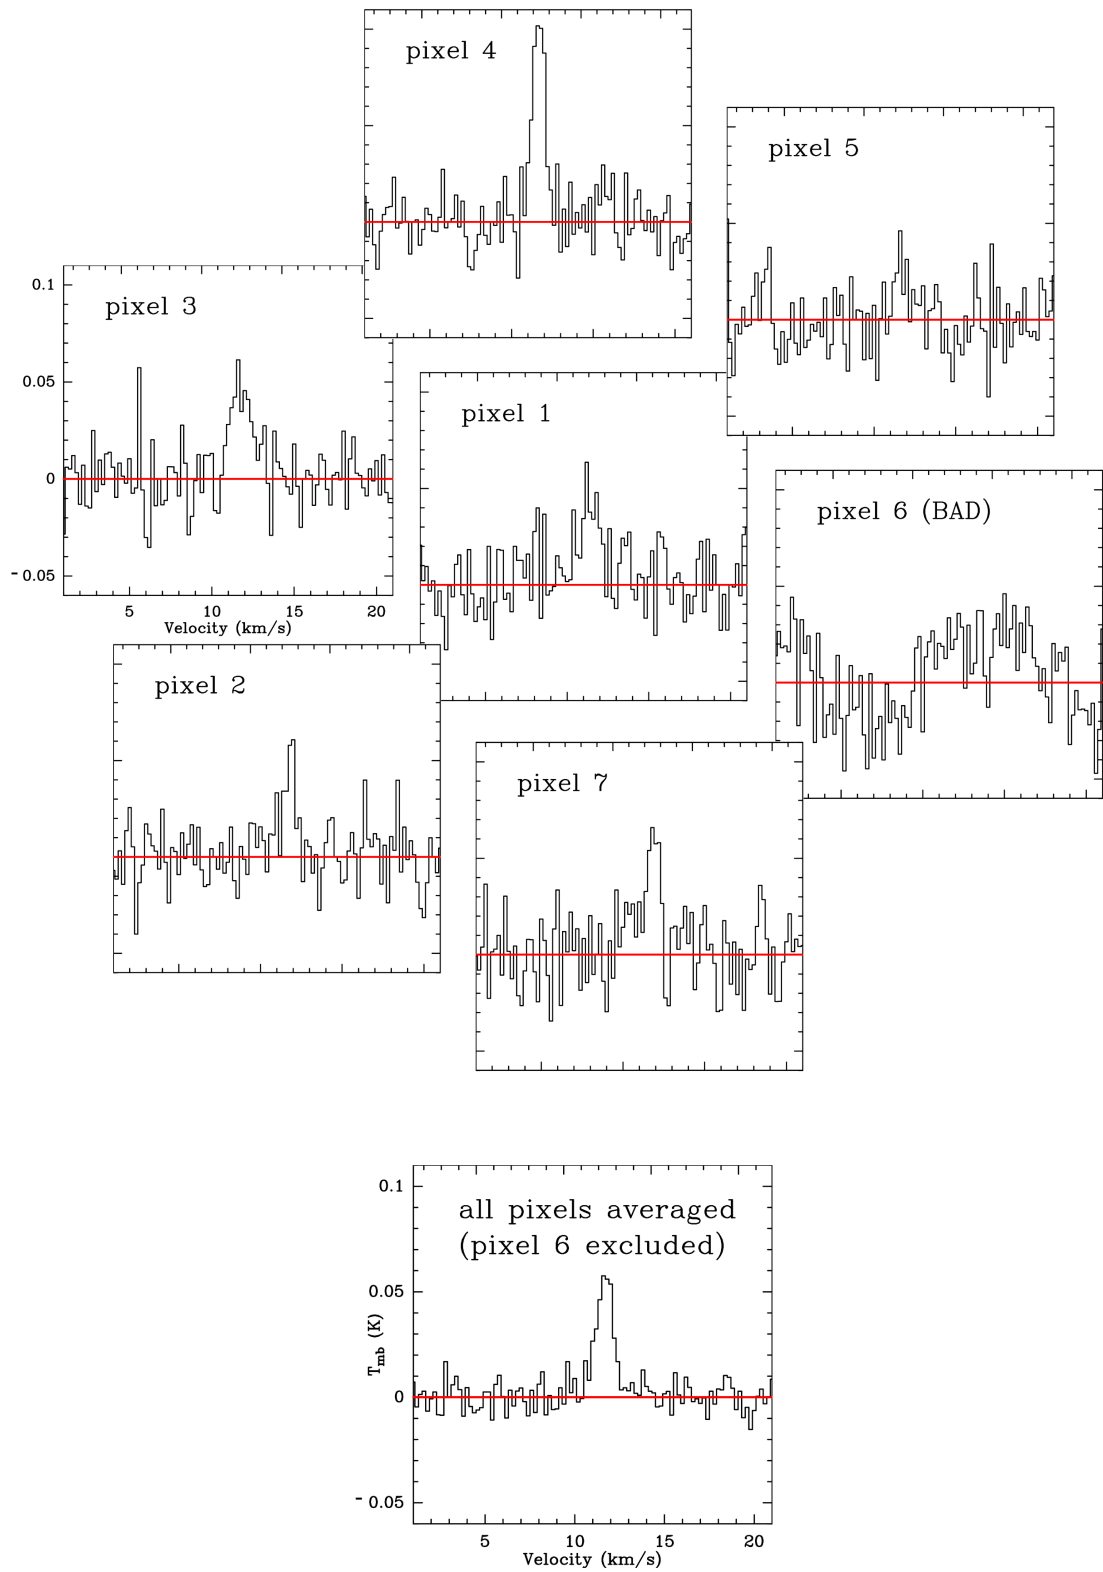 pixel 4
pixel 5
0.1
pixel 3
0.05
0
-0.05
5 10 15 20
Velocity (km/s)
pixel 1
pixel 6 (BAD)
pixel 2
pixel 7
0.1
all pixels averaged
(pixel 6 excluded)
0.05
Tmb (K)
0
-0.05
5 10 15 20
Velocity (km/s)